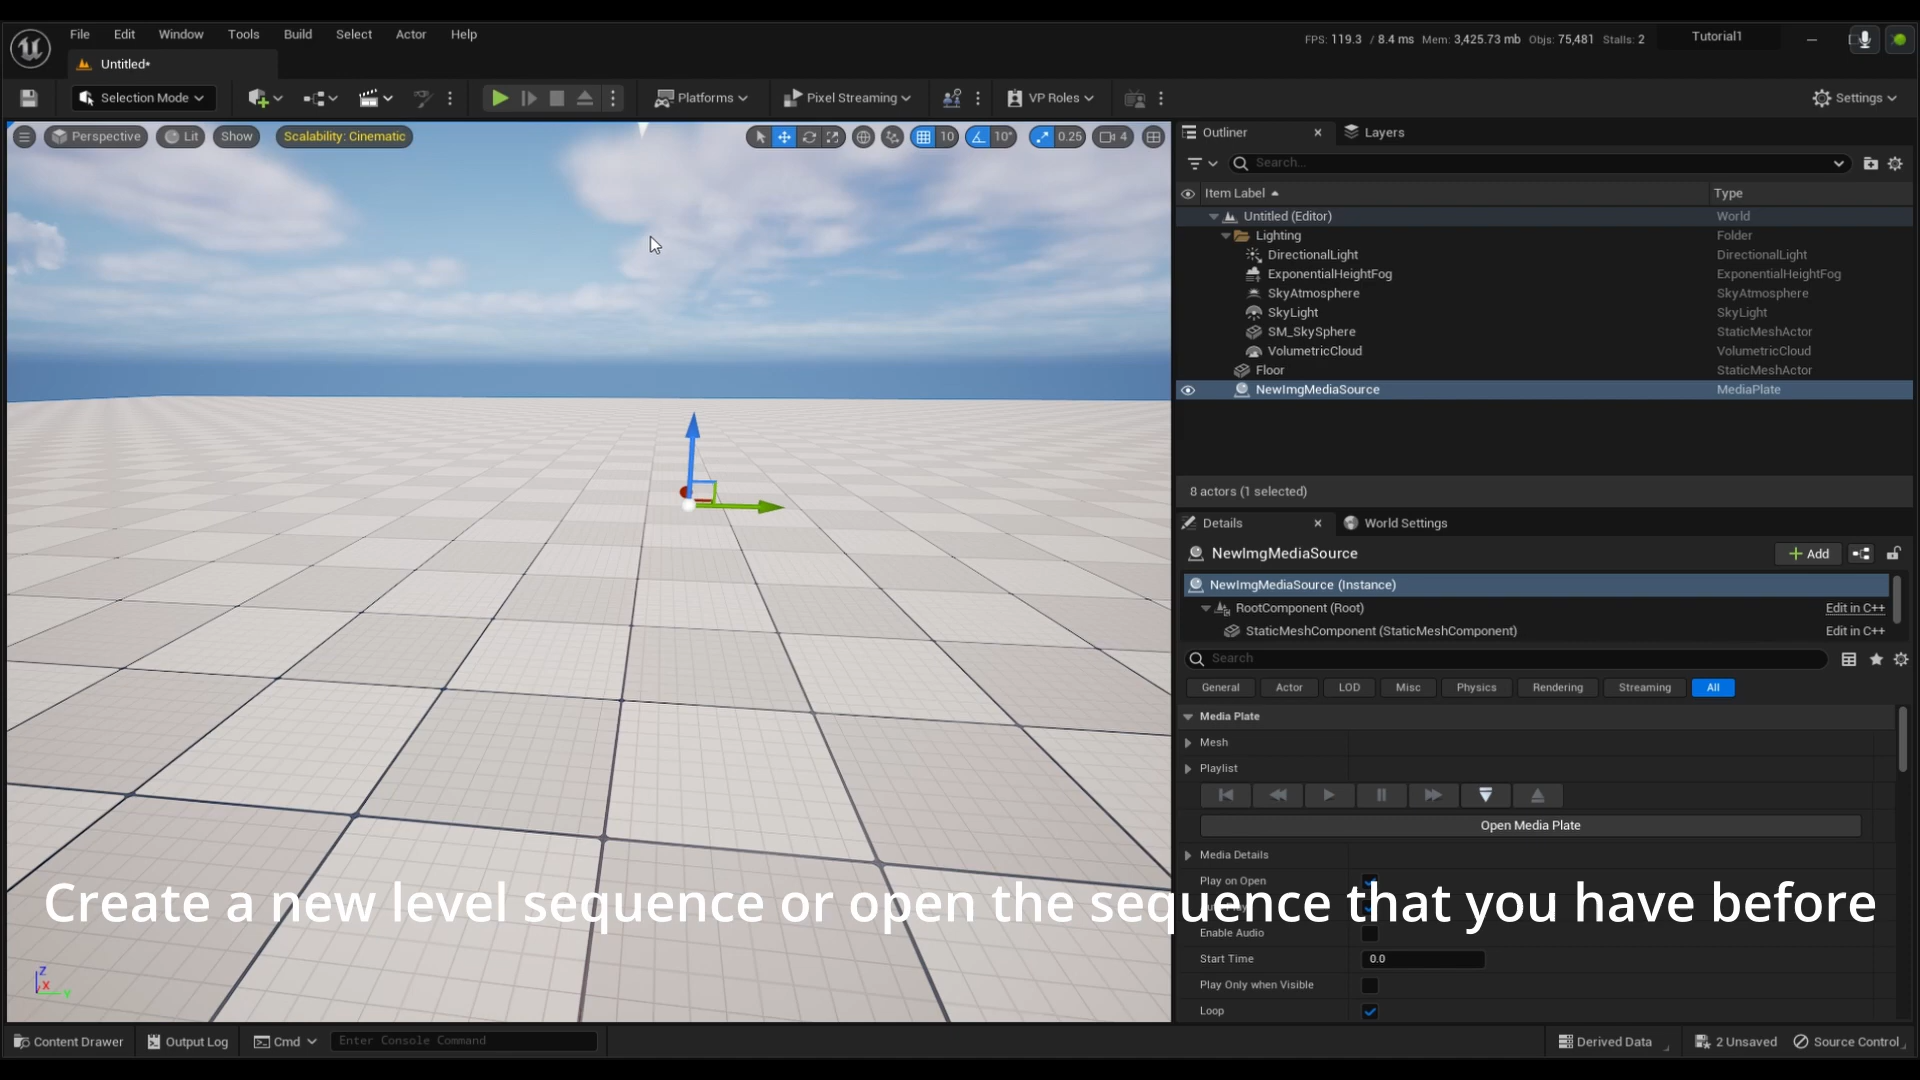 File Edit Window Tools Build Select Actor Help
FPS: 119.3 / 8.4 ms Mem: 3,425.73 mb Objs: 75,481 Stalls: 2
Tutorial1
Untitled*
Selection Mode
Platforms
Pixel Streaming
VP Roles
Settings
Perspective
Lit
Show
Scalability: Cinematic
10
10°
0.25
4
Outliner
Layers
Search...
Item Label Type
Untitled (Editor) World
Lighting Folder
DirectionalLight DirectionalLight
ExponentialHeightFog ExponentialHeightFog
SkyAtmosphere SkyAtmosphere
SkyLight SkyLight
SM_SkySphere StaticMeshActor
VolumetricCloud VolumetricCloud
Floor StaticMeshActor
NewImgMediaSource MediaPlate
8 actors (1 selected)
Details
World Settings
NewImgMediaSource
Add
NewImgMediaSource (Instance)
RootComponent (Root) Edit in C++
StaticMeshComponent (StaticMeshComponent) Edit in C++
Search
General Actor LOD Misc Physics Rendering Streaming All
Media Plate
Mesh
Playlist
Open Media Plate
Media Details
Play on Open
Create a new level sequence or open the sequence that you have before
Enable Audio
Start Time 0.0
Play Only when Visible
Loop
Z
X
Y
Content Drawer
Output Log
Cmd
Enter Console Command
Derived Data
2 Unsaved
Source Control